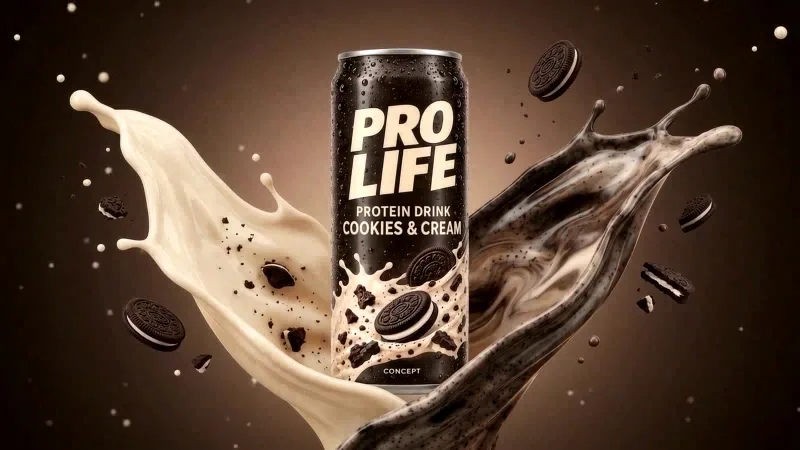 PRO
LIFE
PROTEIN DRINK
COOKIES & CREAM
CONCEPT